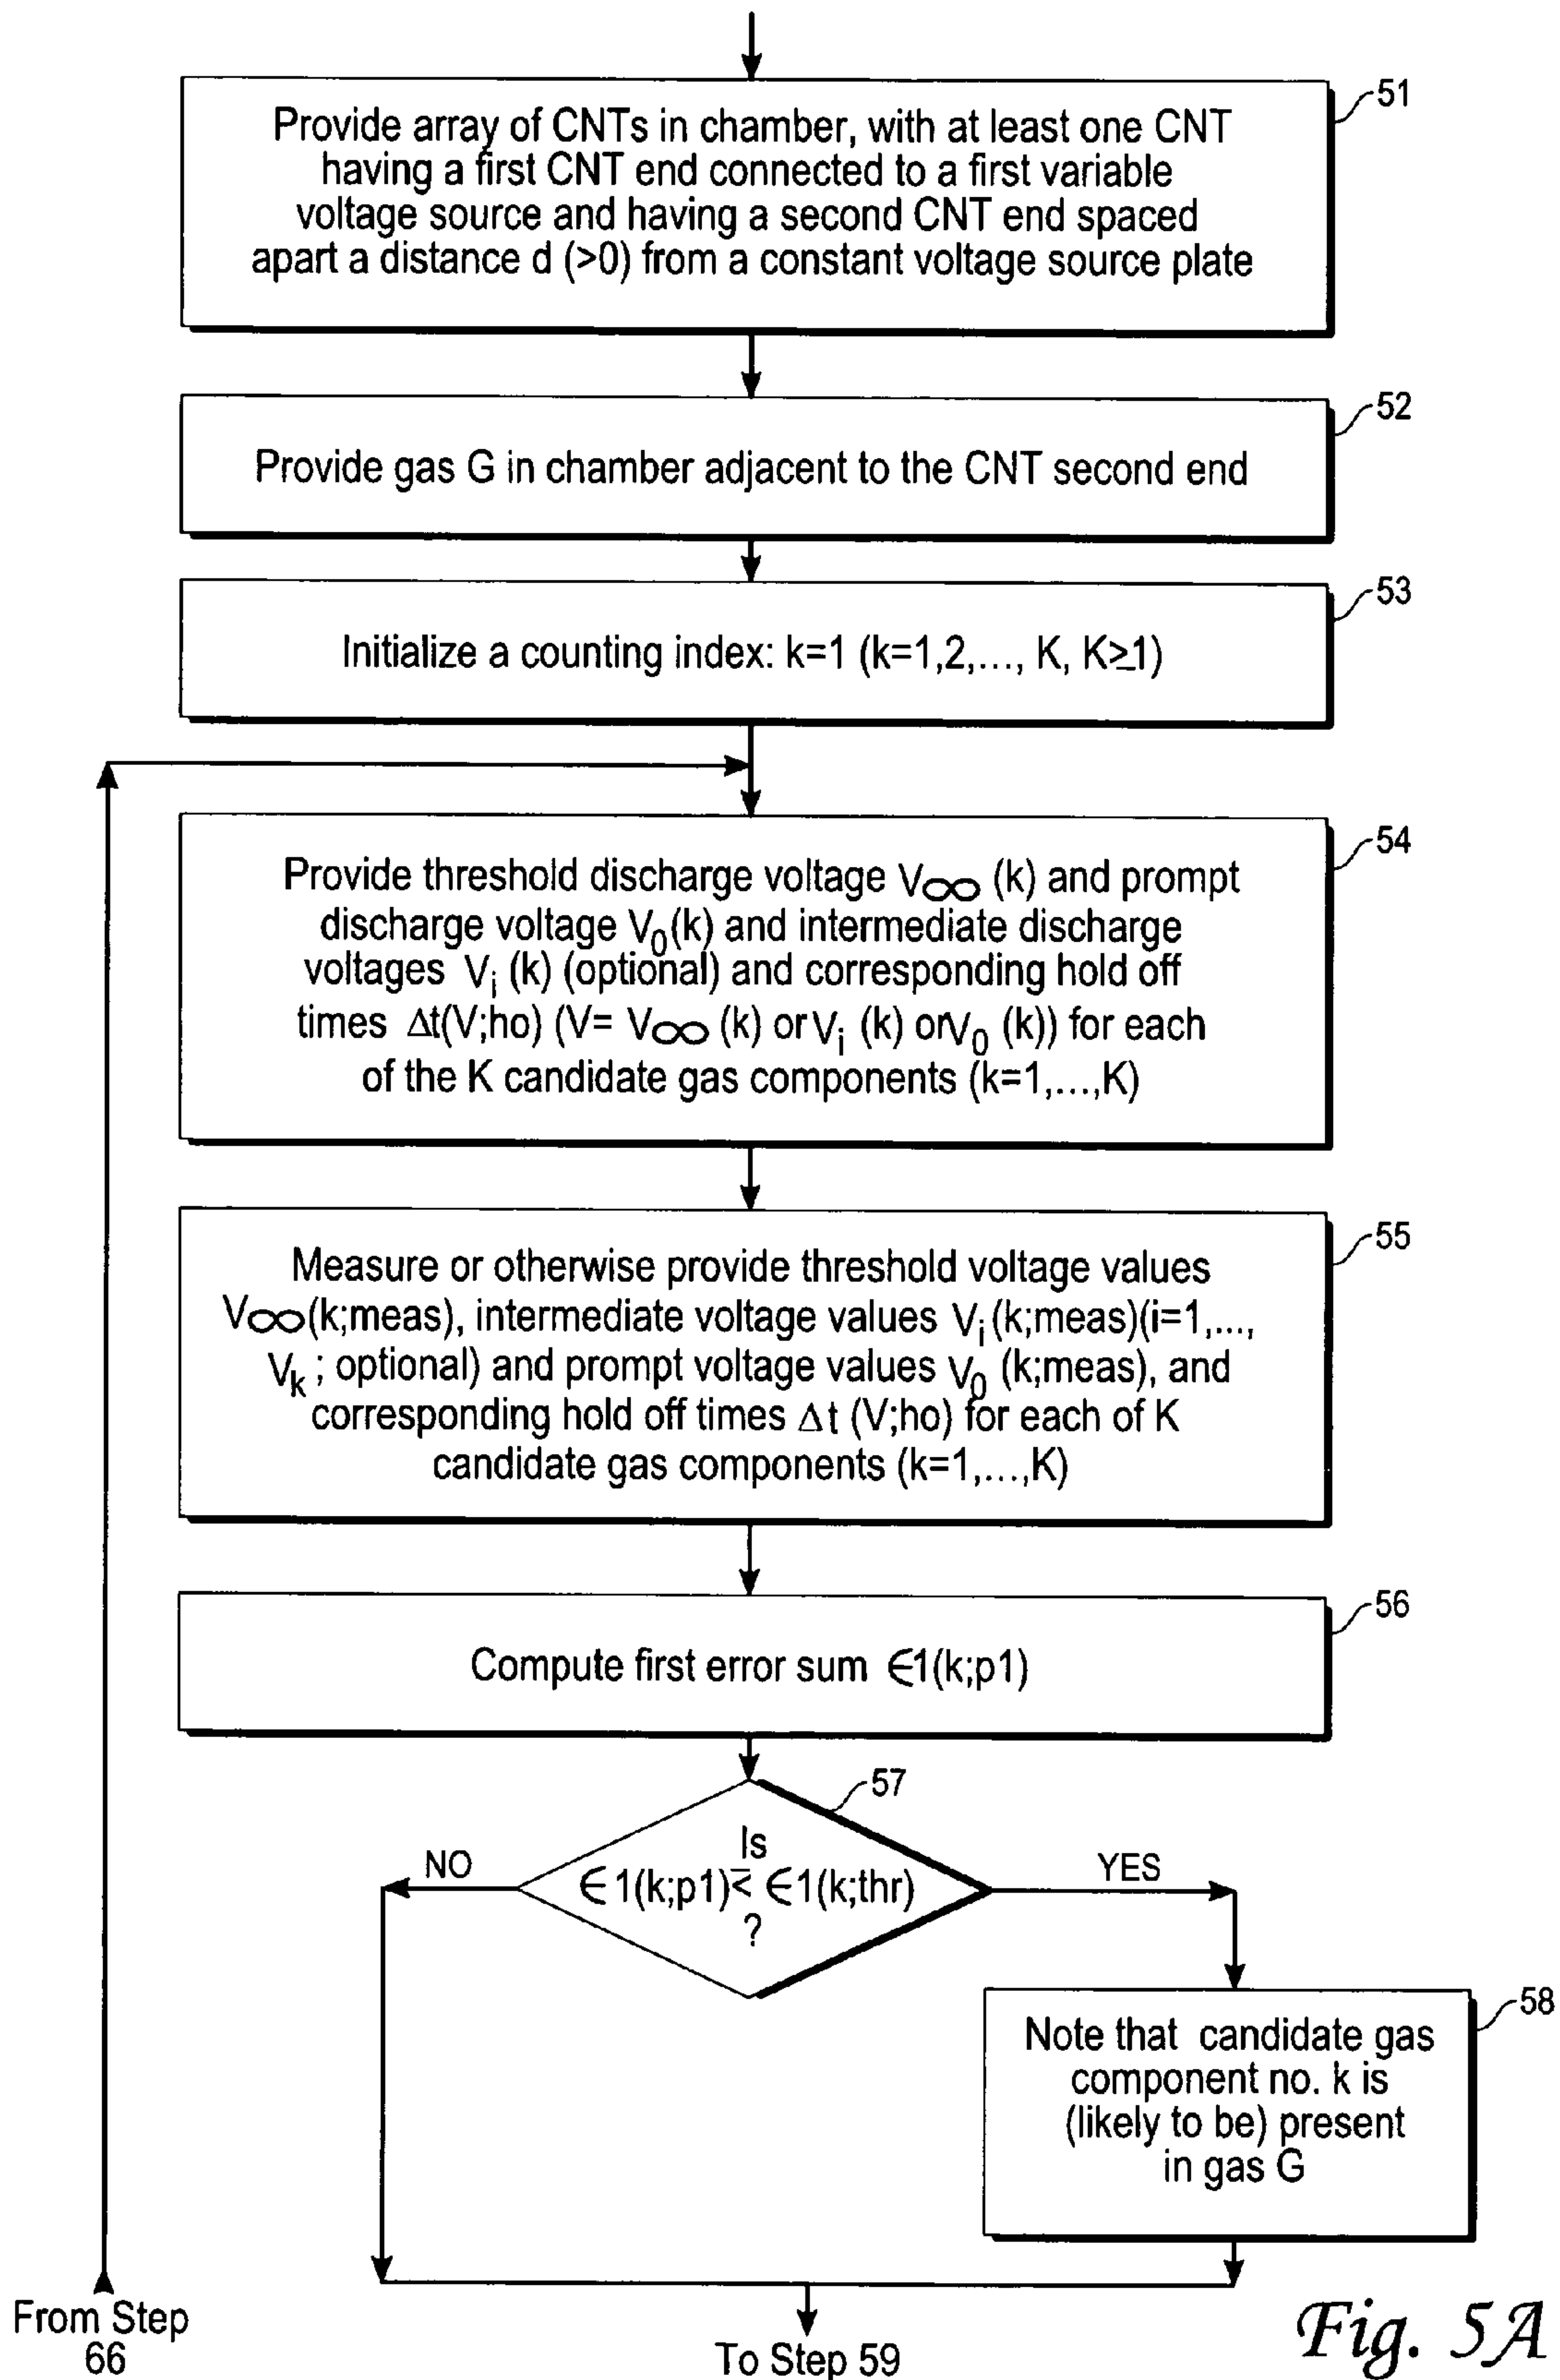 51
Provide array of CNTs in chamber, with at least one CNT
having a first CNT end connected to a first variable
voltage source and having a second CNT end spaced
apart a distance d (>0) from a constant voltage source plate
52
Provide gas G in chamber adjacent to the CNT second end
53
Initialize a counting index: k=1 (k=1,2,..., K, K≥1)
54
Provide threshold discharge voltage V∞ (k) and prompt
discharge voltage V₀(k) and intermediate discharge
voltages Vᵢ (k) (optional) and corresponding hold off
times Δt(V;ho) (V= V∞ (k) or Vᵢ (k) or V₀ (k)) for each
of the K candidate gas components (k=1,...,K)
55
Measure or otherwise provide threshold voltage values
V∞(k;meas), intermediate voltage values Vᵢ (k;meas)(i=1,...,
Vₖ ; optional) and prompt voltage values V₀ (k;meas), and
corresponding hold off times Δt (V;ho) for each of K
candidate gas components (k=1,...,K)
56
Compute first error sum ∈1(k;p1)
57
Is
∈1(k;p1) ≤ ∈1(k;thr)
?
NO
YES
58
Note that candidate gas
component no. k is
(likely to be) present
in gas G
From Step
66
To Step 59
Fig. 5A